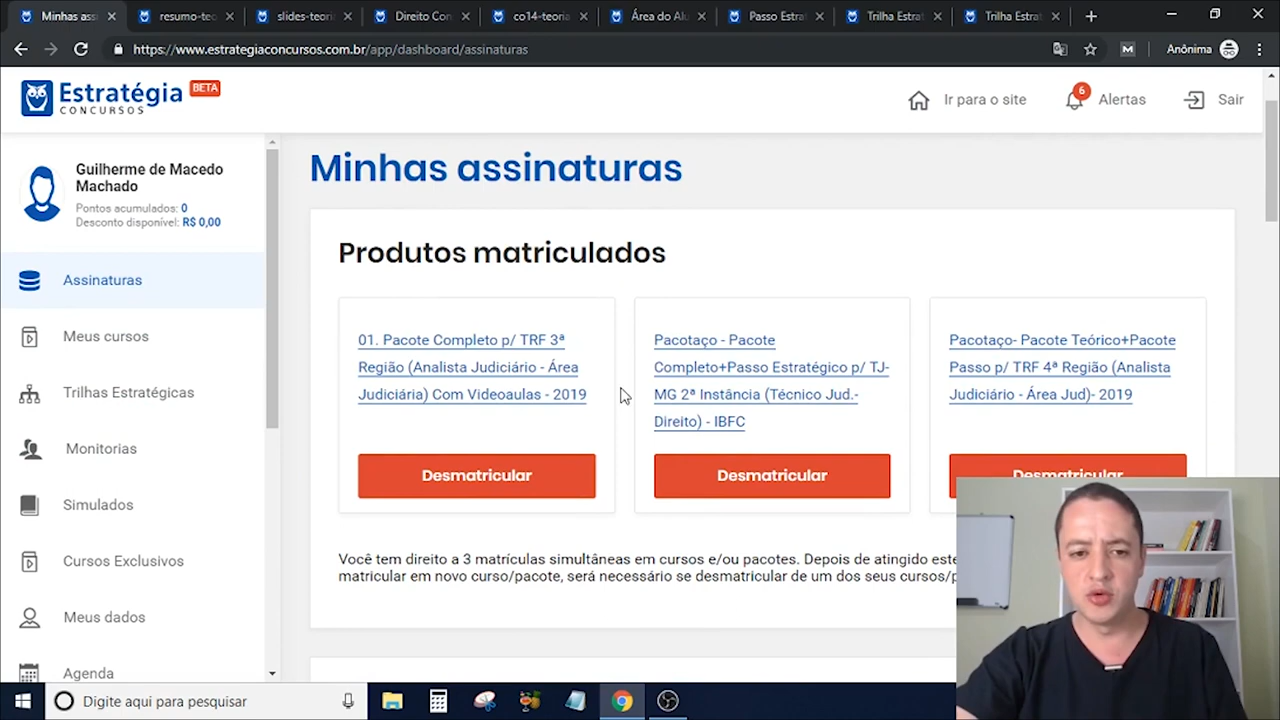 Minhas ass
resumo-teo
slides-teori
Direito Con
co14-teoria
Área do Alu
Passo Estra
Trilha Estra
Trilha Estra
https://www.estrategiaconcursos.com.br/app/dashboard/assinaturas
Anônima
Estratégia
CONCURSOS
BETA
Ir para o site
6
Alertas
Sair
Guilherme de Macedo
Machado
Pontos acumulados: 0
Desconto disponível: R$ 0,00
Assinaturas
Meus cursos
Trilhas Estratégicas
Monitorias
Simulados
Cursos Exclusivos
Meus dados
Agenda
Minhas assinaturas
Produtos matriculados
01. Pacote Completo p/ TRF 3ª
Região (Analista Judiciário - Área
Judiciária) Com Videoaulas - 2019
Desmatricular
Pacotaço - Pacote
Completo+Passo Estratégico p/ TJ-
MG 2ª Instância (Técnico Jud.-
Direito) - IBFC
Desmatricular
Pacotaço- Pacote Teórico+Pacote
Passo p/ TRF 4ª Região (Analista
Judiciário - Área Jud)- 2019
Desmatricular
Você tem direito a 3 matrículas simultâneas em cursos e/ou pacotes. Depois de atingido este
matricular em novo curso/pacote, será necessário se desmatricular de um dos seus cursos/p
Digite aqui para pesquisar